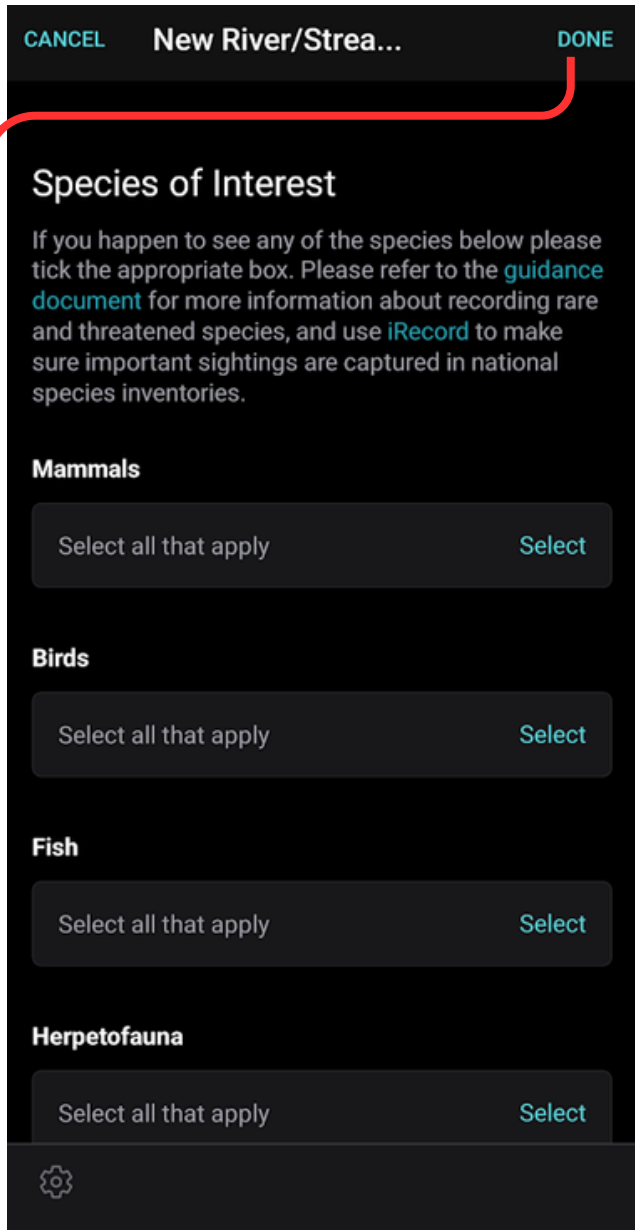 CANCEL New River/Strea... DONE
Species of Interest
If you happen to see any of the species below please
tick the appropriate box. Please refer to the guidance
document for more information about recording rare
and threatened species, and use iRecord to make
sure important sightings are captured in national
species inventories.
Mammals
Select all that apply Select
Birds
Select all that apply Select
Fish
Select all that apply Select
Herpetofauna
Select all that apply Select